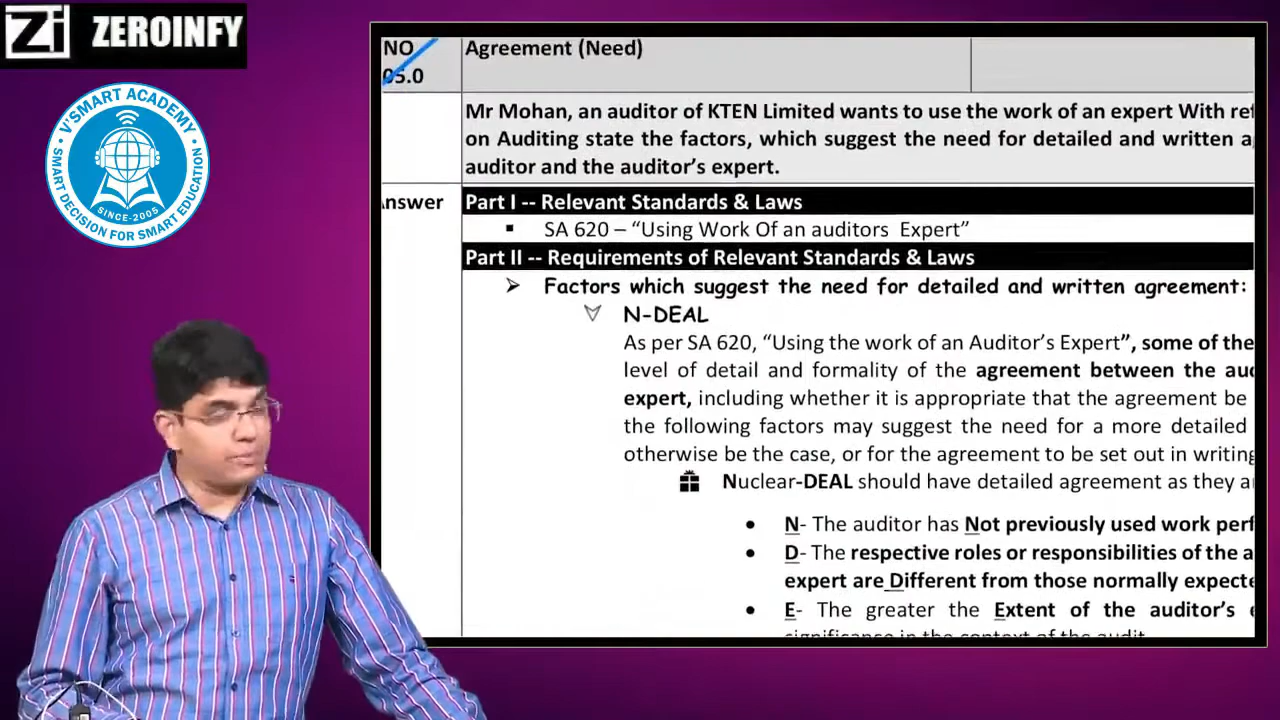 Zi ZEROINFY
V'SMART ACADEMY
SINCE-2005
SMART DECISION FOR SMART EDUCATION
NO
05.0
Agreement (Need)
Mr Mohan, an auditor of KTEN Limited wants to use the work of an expert With
on Auditing state the factors, which suggest the need for detailed and written
auditor and the auditor's expert.
Part I -- Relevant Standards & Laws
▪ SA 620 – “Using Work Of an auditors Expert”
Part II -- Requirements of Relevant Standards & Laws
➢ Factors which suggest the need for detailed and written agreement:
N-DEAL
As per SA 620, “Using the work of an Auditor’s Expert”, some of the
level of detail and formality of the agreement between the
expert, including whether it is appropriate that the agreement be
the following factors may suggest the need for a more detailed
otherwise be the case, or for the agreement to be set out in writing
Nuclear-DEAL should have detailed agreement as they
• N- The auditor has Not previously used work
• D- The respective roles or responsibilities of the
expert are Different from those normally
• E- The greater the Extent of the auditor’s
significance in the context of the audit